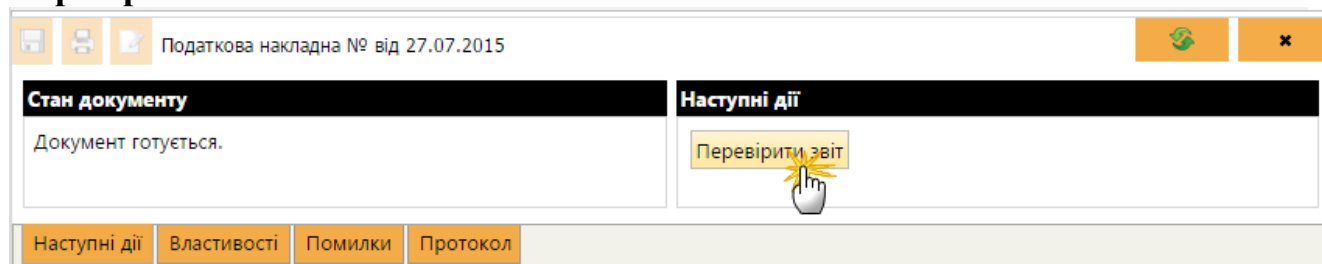 Податкова накладна № від 27.07.2015
Стан документу
Наступні дії
Документ готується.
Перевірити звіт
Наступні дії Властивості Помилки Протокол